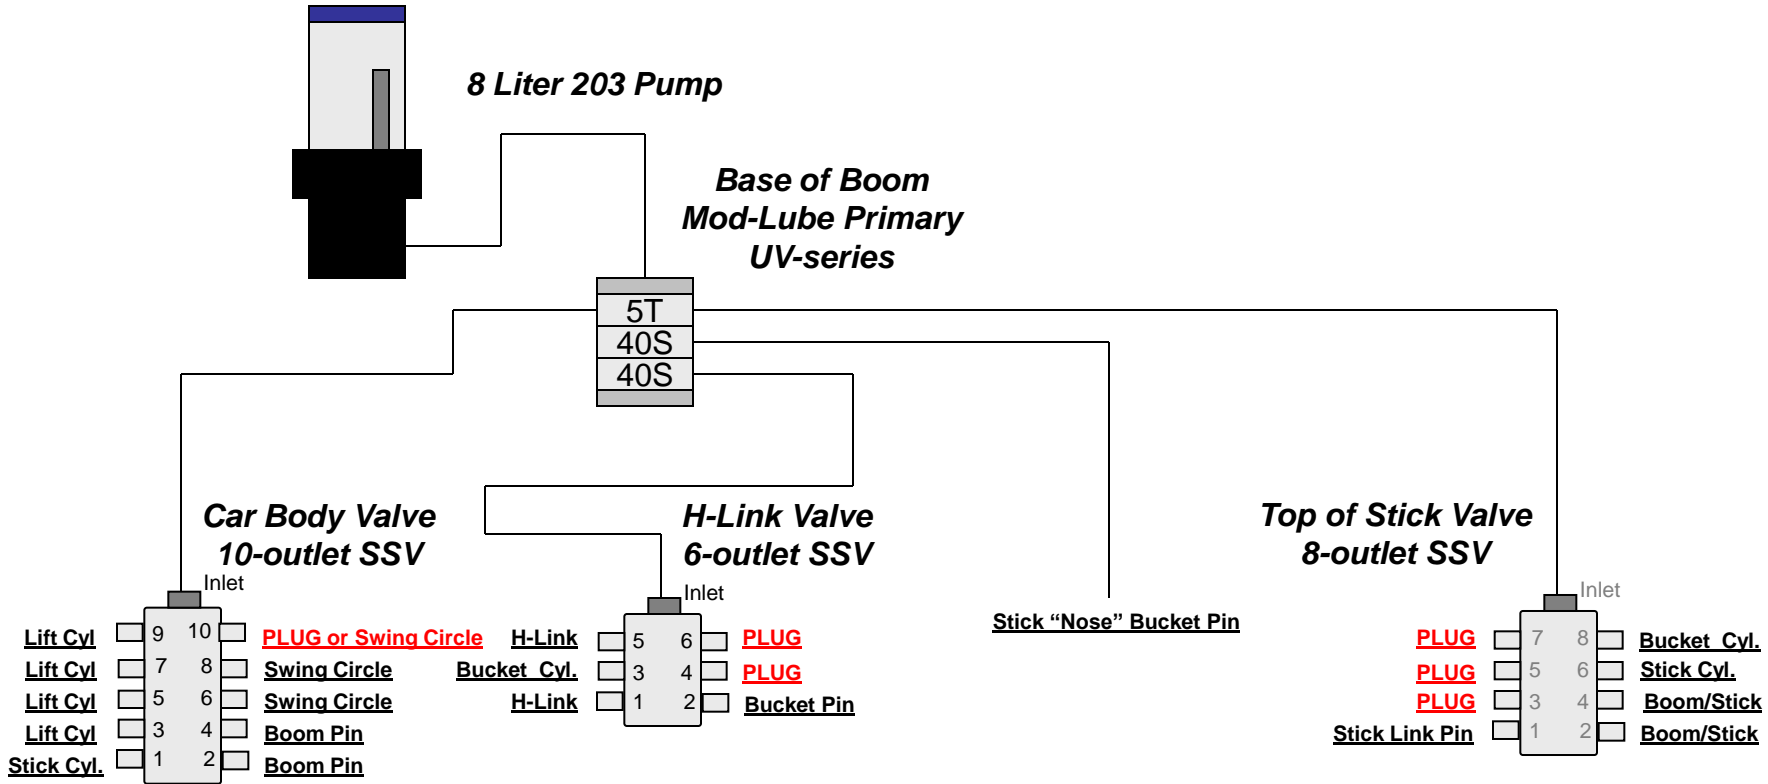 8 Liter 203 Pump
Base of Boom
Mod-Lube Primary
UV-series
5T
40S
40S
Car Body Valve
10-outlet SSV
Inlet
Lift Cyl 9 10 PLUG or Swing Circle
Lift Cyl 7 8 Swing Circle
Lift Cyl 5 6 Swing Circle
Lift Cyl 3 4 Boom Pin
Stick Cyl. 1 2 Boom Pin
H-Link Valve
6-outlet SSV
Inlet
H-Link 5 6 PLUG
Bucket Cyl. 3 4 PLUG
H-Link 1 2 Bucket Pin
Stick “Nose” Bucket Pin
Top of Stick Valve
8-outlet SSV
Inlet
PLUG 7 8 Bucket Cyl.
PLUG 5 6 Stick Cyl.
PLUG 3 4 Boom/Stick
Stick Link Pin 1 2 Boom/Stick